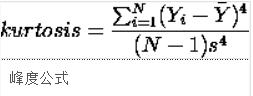 kurtosis = \frac{\sum_{i=1}^{N}(Y_i - \bar{Y})^4}{(N-1)s^4}
峰度公式